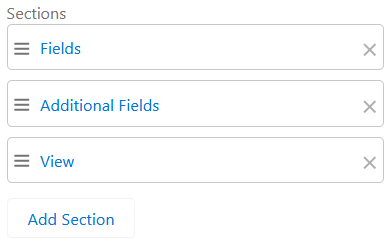 Sections
Fields
Additional Fields
View
Add Section